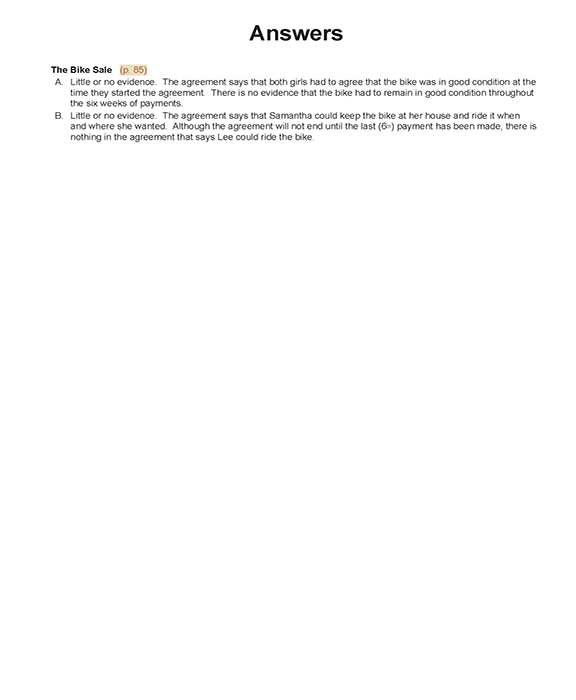 Answers
The Bike Sale (p. 85)
A. Little or no evidence. The agreement says that both girls had to agree that the bike was in good condition at the
time they started the agreement. There is no evidence that the bike had to remain in good condition throughout
the six weeks of payments.
B. Little or no evidence. The agreement says that Samantha could keep the bike at her house and ride it when
and where she wanted. Although the agreement will not end until the last (6th) payment has been made, there is
nothing in the agreement that says Lee could ride the bike.